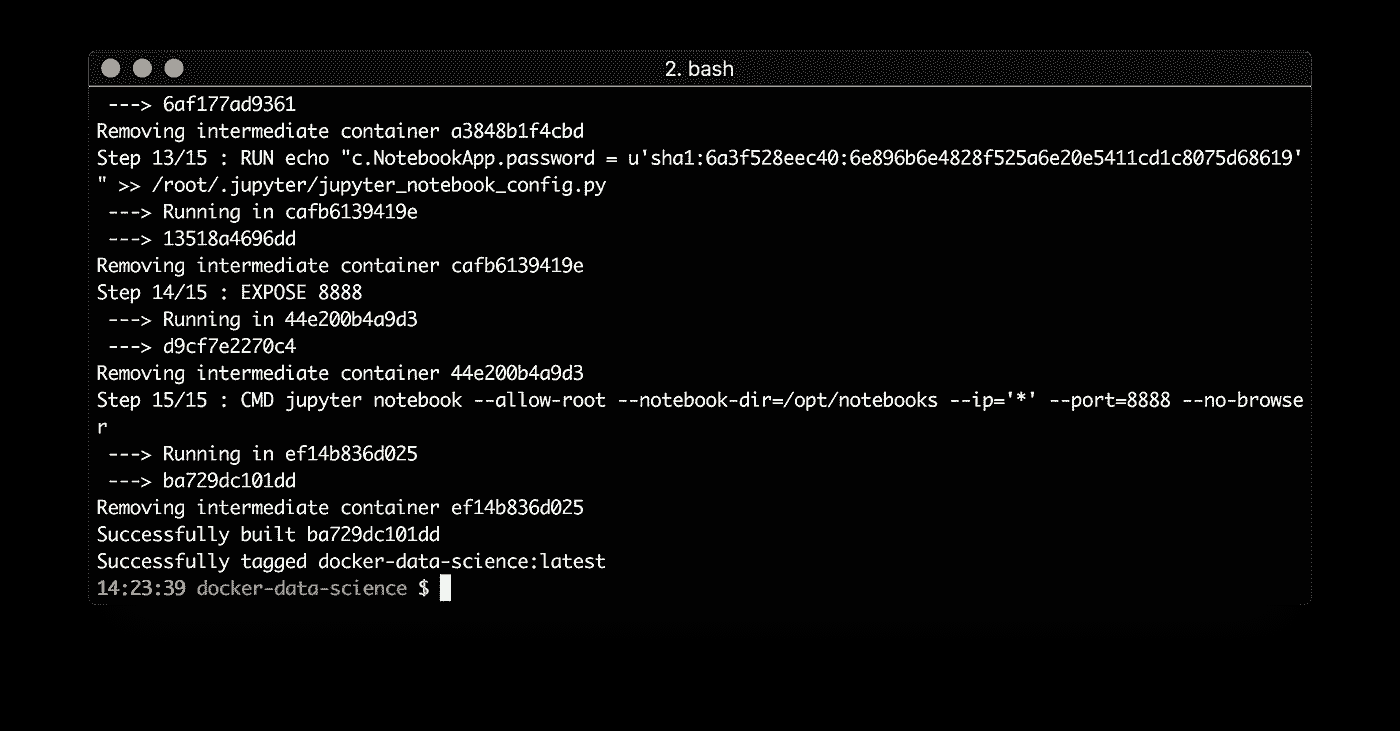 2. bash
---> 6af177ad9361
Removing intermediate container a3848b1f4cbd
Step 13/15 : RUN echo "c.NotebookApp.password = u'sha1:6a3f528eec40:6e896b6e4828f525a6e20e5411cd1c8075d68619'
" >> /root/.jupyter/jupyter_notebook_config.py
---> Running in cafb6139419e
---> 13518a4696dd
Removing intermediate container cafb6139419e
Step 14/15 : EXPOSE 8888
---> Running in 44e200b4a9d3
---> d9cf7e2270c4
Removing intermediate container 44e200b4a9d3
Step 15/15 : CMD jupyter notebook --allow-root --notebook-dir=/opt/notebooks --ip='*' --port=8888 --no-browse
r
---> Running in ef14b836d025
---> ba729dc101dd
Removing intermediate container ef14b836d025
Successfully built ba729dc101dd
Successfully tagged docker-data-science:latest
14:23:39 docker-data-science $